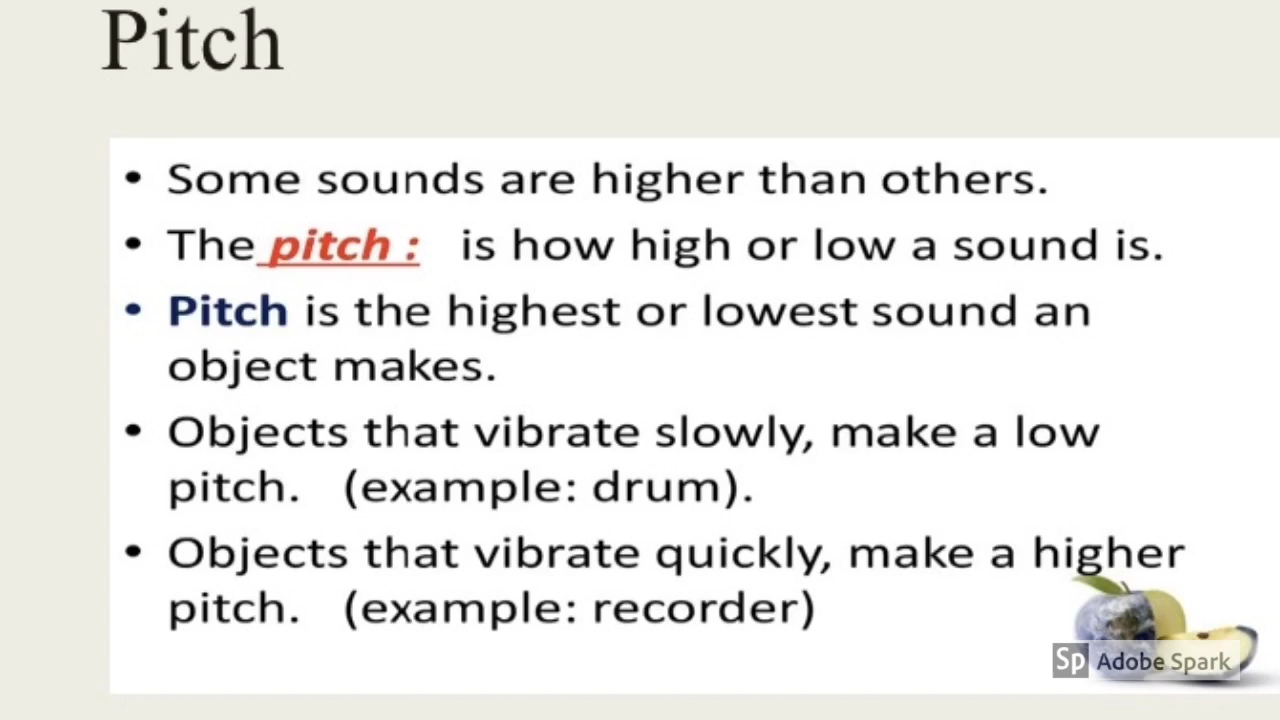 Pitch
• Some sounds are higher than others.
• The pitch : is how high or low a sound is.
• Pitch is the highest or lowest sound an
object makes.
• Objects that vibrate slowly, make a low
pitch. (example: drum).
• Objects that vibrate quickly, make a higher
pitch. (example: recorder)
Sp Adobe Spark